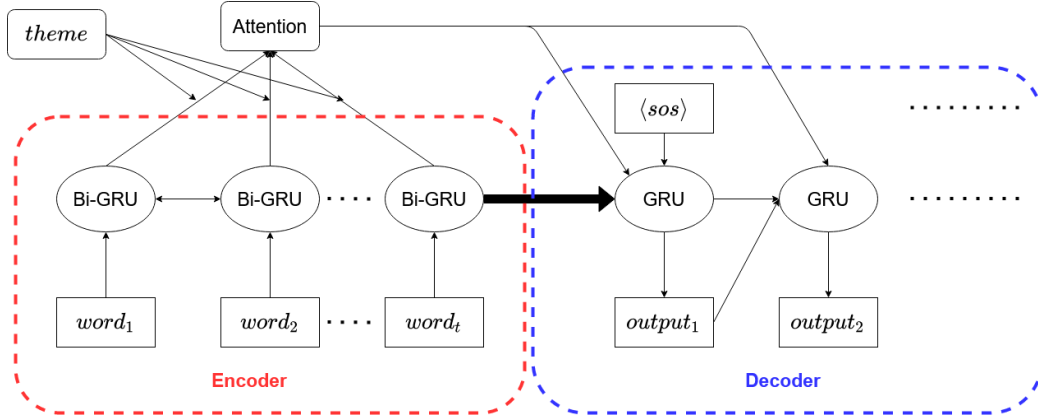 theme
Attention
⟨sos⟩
Bi-GRU
Bi-GRU
Bi-GRU
GRU
GRU
word₁
word₂
wordₜ
output₁
output₂
Encoder
Decoder